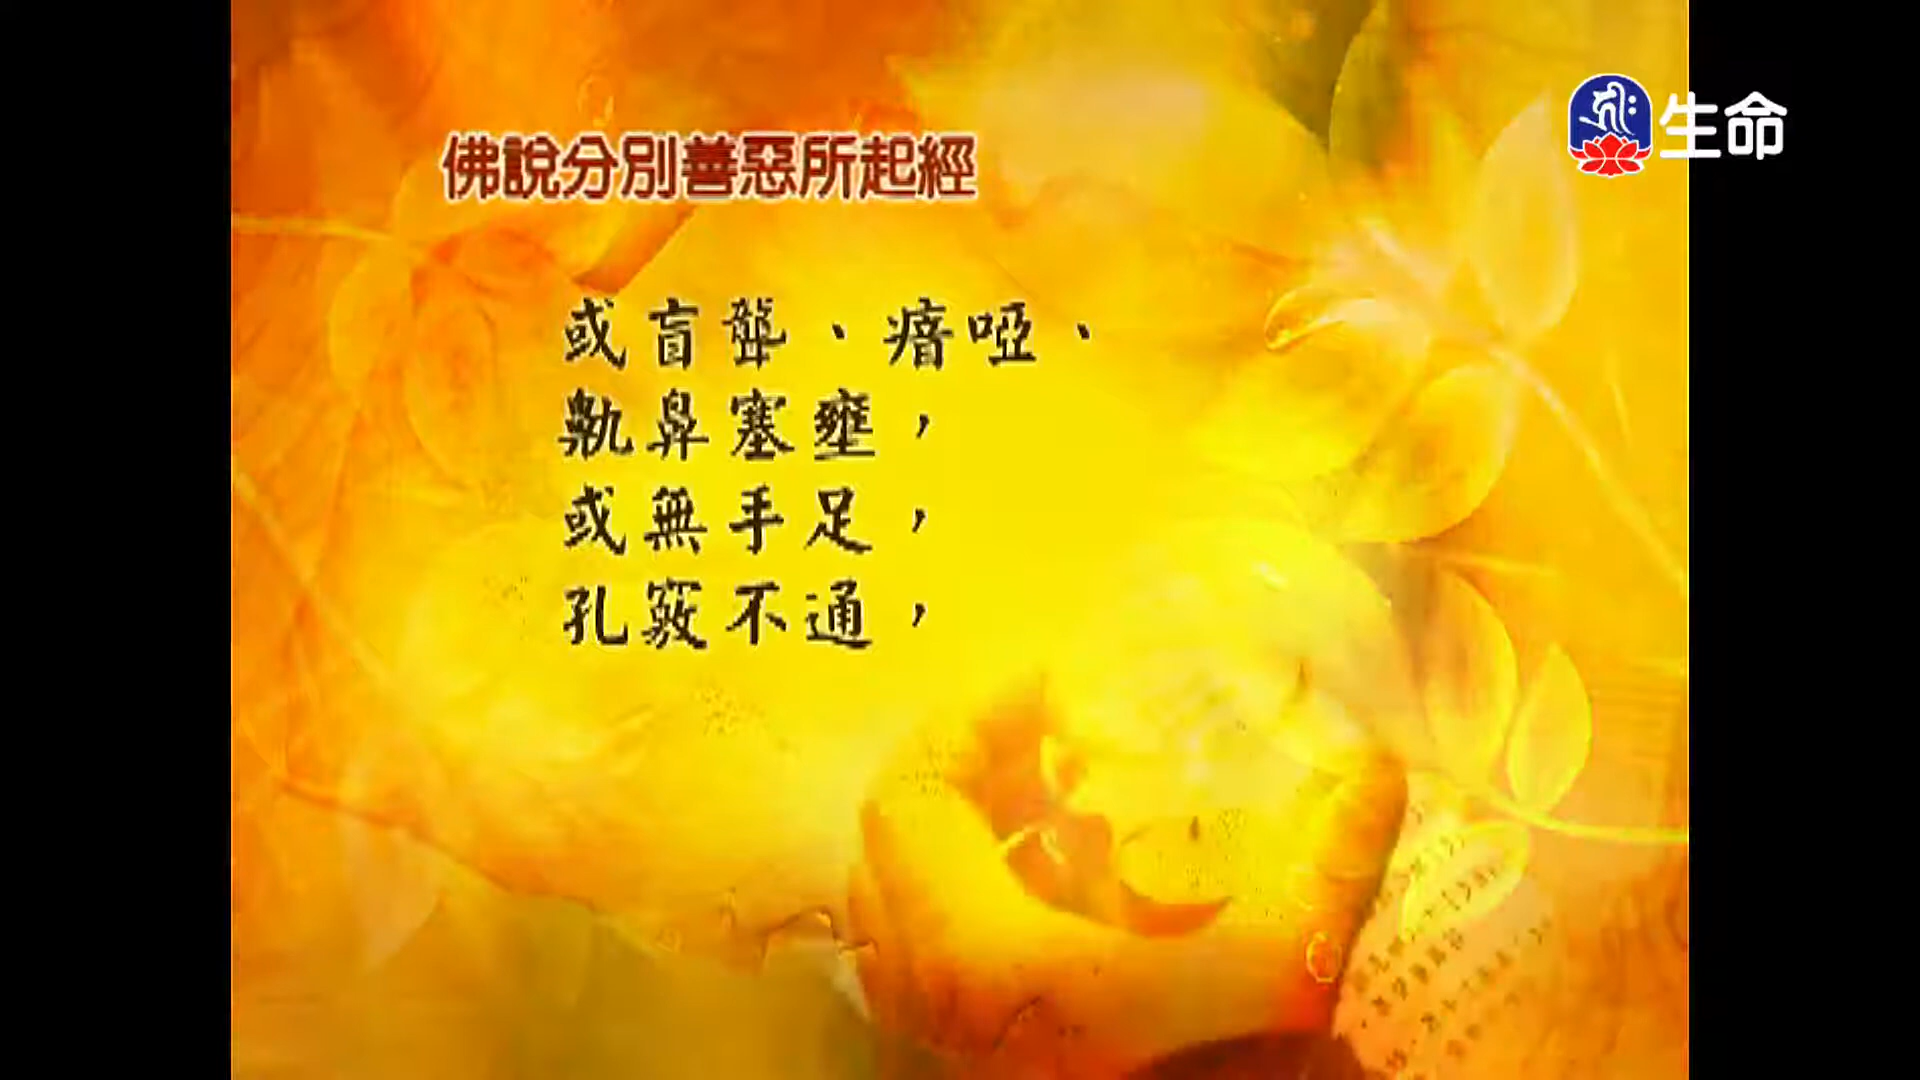 生命
佛說分別善惡所起經
或盲聾、瘖啞、
鼽鼻塞壅，
或無手足，
孔竅不通，